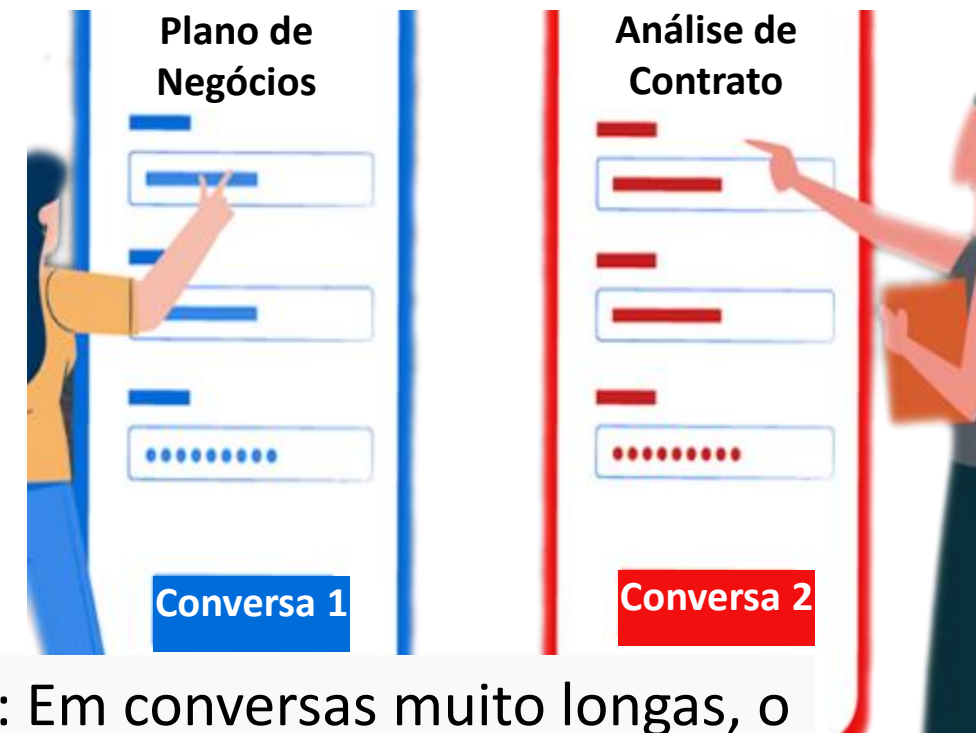 Plano de
Negócios
Análise de
Contrato
Conversa 1
Conversa 2
: Em conversas muito longas, o